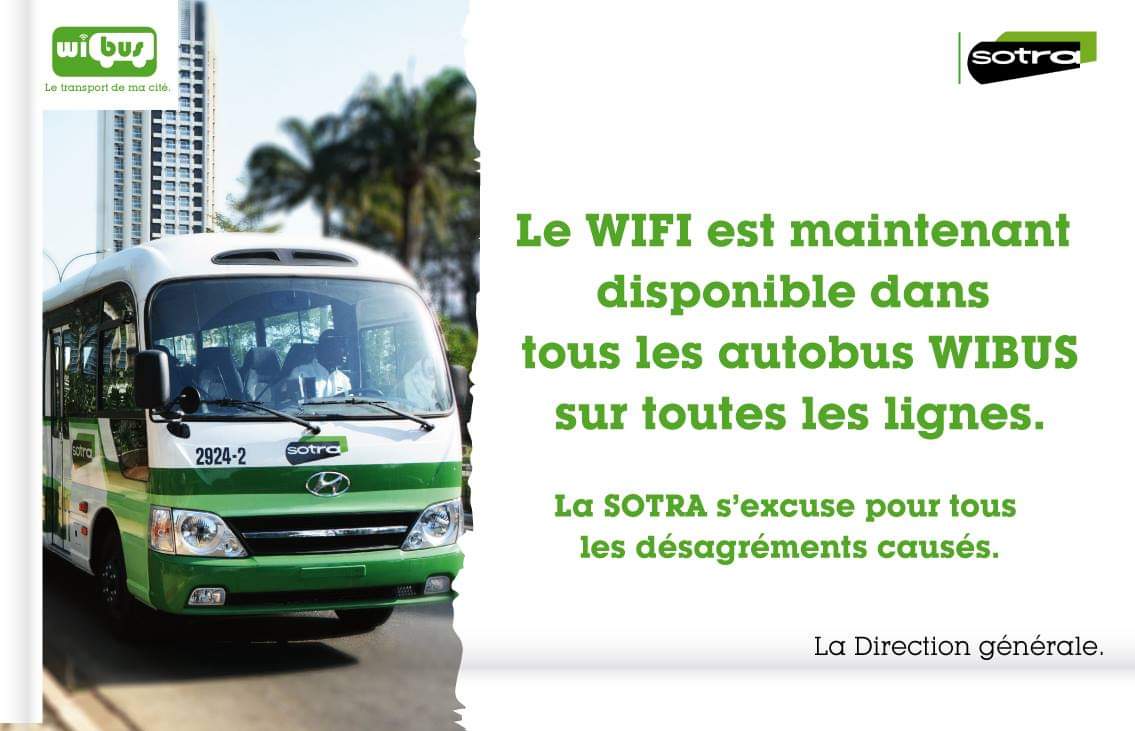 wibus
Le transport de ma cité.
sotra
Le WIFI est maintenant
disponible dans
tous les autobus WIBUS
sur toutes les lignes.
La SOTRA s’excuse pour tous
les désagréments causés.
La Direction générale.
sotra
2924-2
sotra